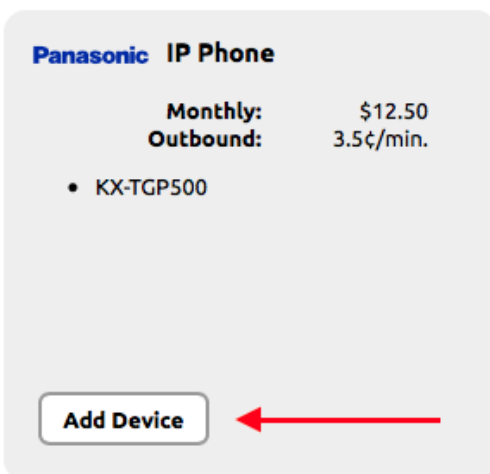 Panasonic IP Phone
Monthly: $12.50
Outbound: 3.5¢/min.
• KX-TGP500
Add Device